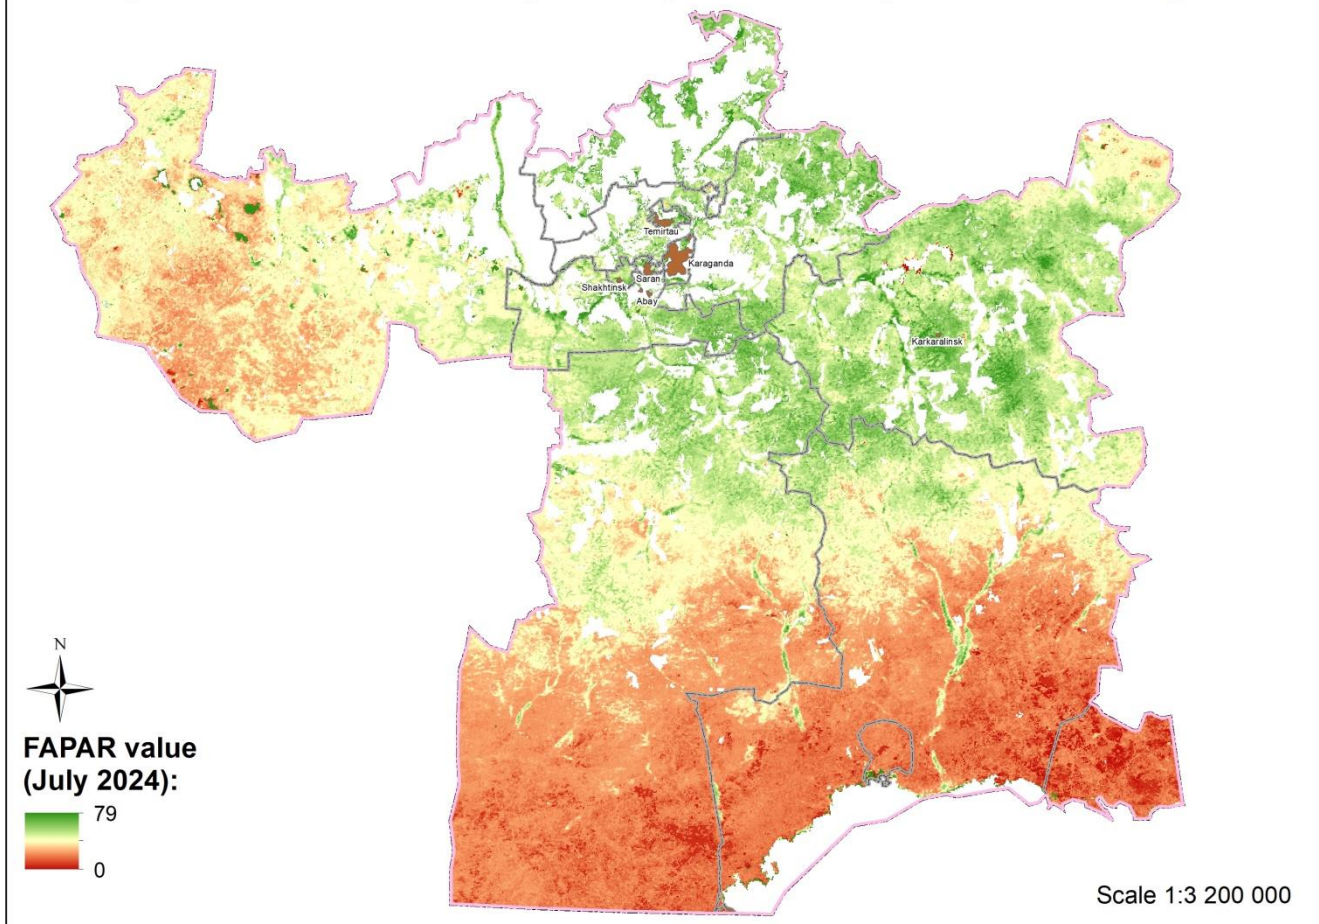 Temirtau
Karaganda
Saran
Shakhtinsk
Abay
Karkaralinsk
N
FAPAR value
(July 2024):
79
0
Scale 1:3 200 000